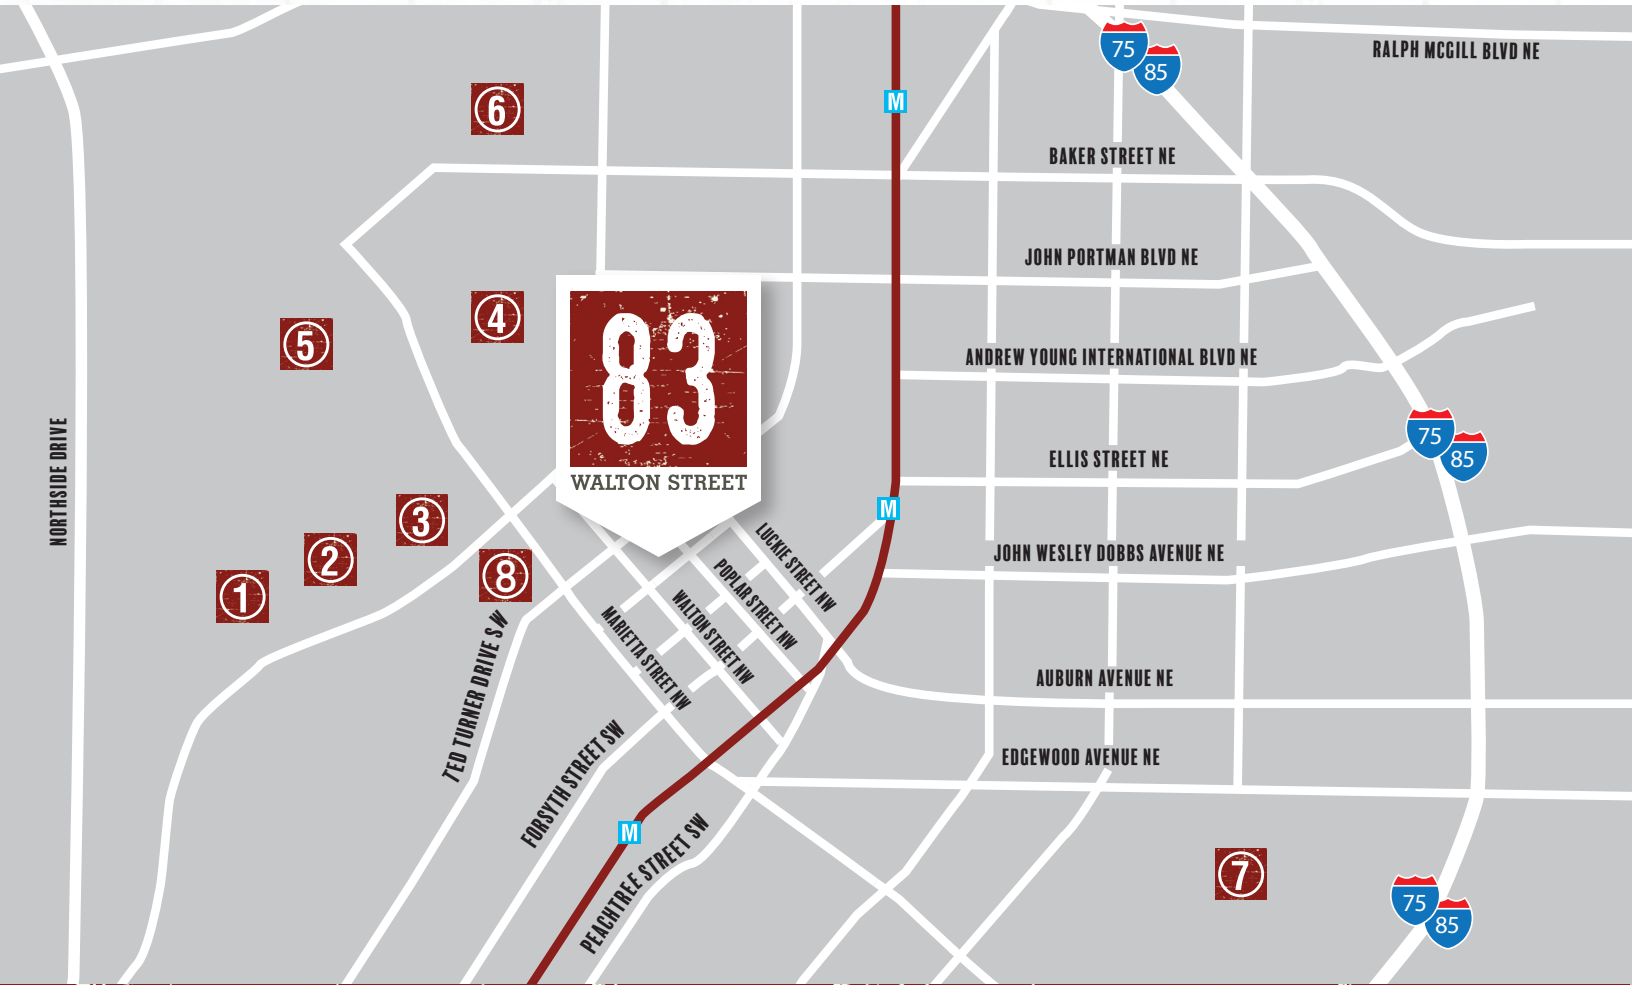 75
85
RALPH MCGILL BLVD NE
6
M
BAKER STREET NE
JOHN PORTMAN BLVD NE
4
5
83
WALTON STREET
ANDREW YOUNG INTERNATIONAL BLVD NE
75
85
ELLIS STREET NE
NORTHSIDE DRIVE
M
3
2
8
1
LUCKIE STREET NW
POPLAR STREET NW
WALTON STREET NW
MARIETTA STREET NW
JOHN WESLEY DOBBS AVENUE NE
TED TURNER DRIVE SW
AUBURN AVENUE NE
FORSYTH STREET SW
EDGEWOOD AVENUE NE
M
PEACHTREE STREET SW
7
75
85